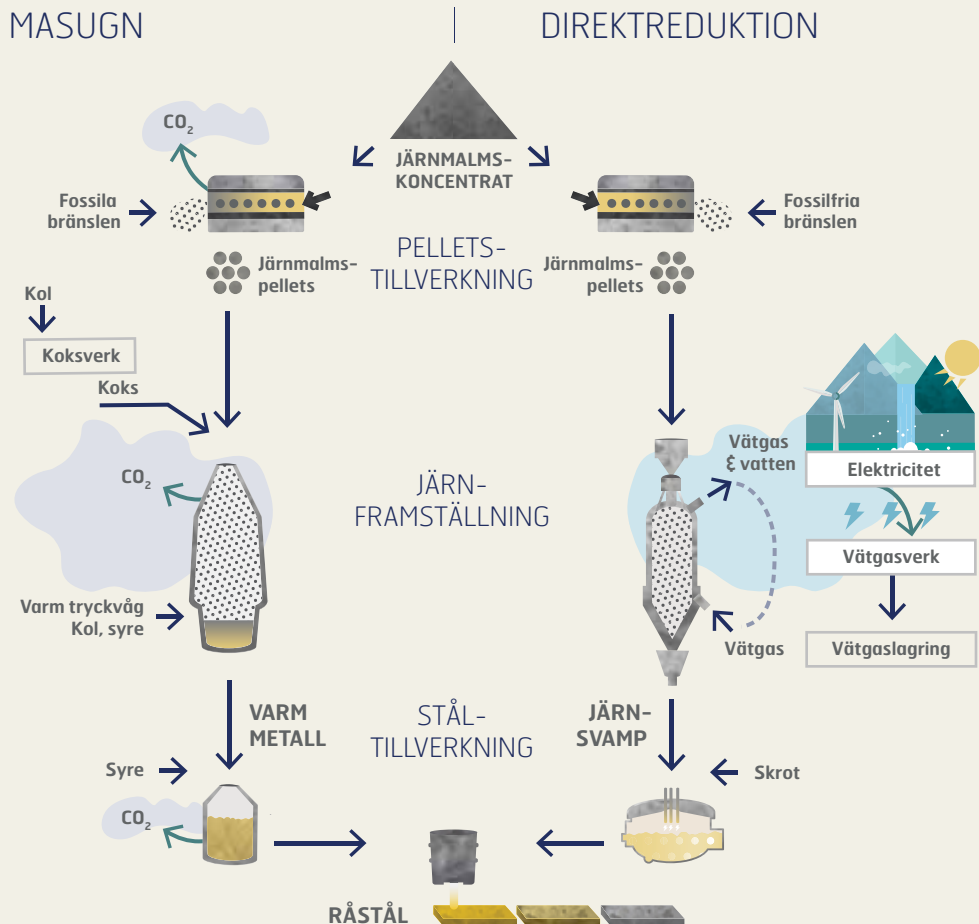 MASUGN
DIREKTREDUKTION
CO₂
JÄRNMALMS-
KONCENTRAT
Fossila
bränslen
Fossilfria
bränslen
PELLETS-
TILLVERKNING
Järnmalms-
pellets
Järnmalms-
pellets
Kol
Koksverk
Koks
CO₂
JÄRN-
FRAMSTÄLLNING
Vätgas
& vatten
Elektricitet
Vätgasverk
Varm tryckvåg
Kol, syre
Vätgas
Vätgaslagring
VARM
METALL
STÅL-
TILLVERKNING
JÄRN-
SVAMP
Syre
Skrot
CO₂
RÅSTÅL